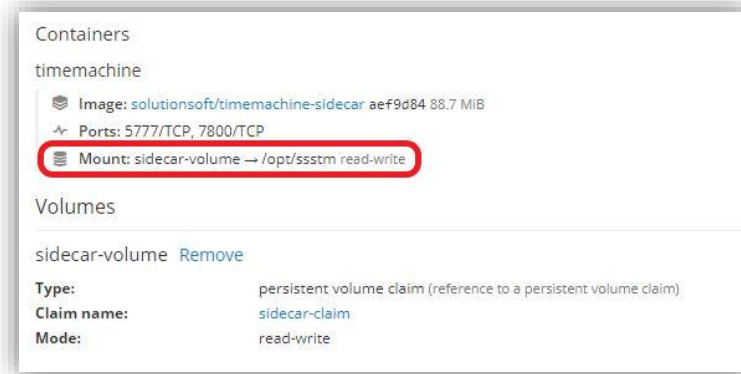 Containers
timemachine
Image: solutionsoft/timemachine-sidecar aef9d84 88.7 MiB
Ports: 5777/TCP, 7800/TCP
Mount: sidecar-volume → /opt/ssstm read-write
Volumes
sidecar-volume Remove
Type: persistent volume claim (reference to a persistent volume claim)
Claim name: sidecar-claim
Mode: read-write